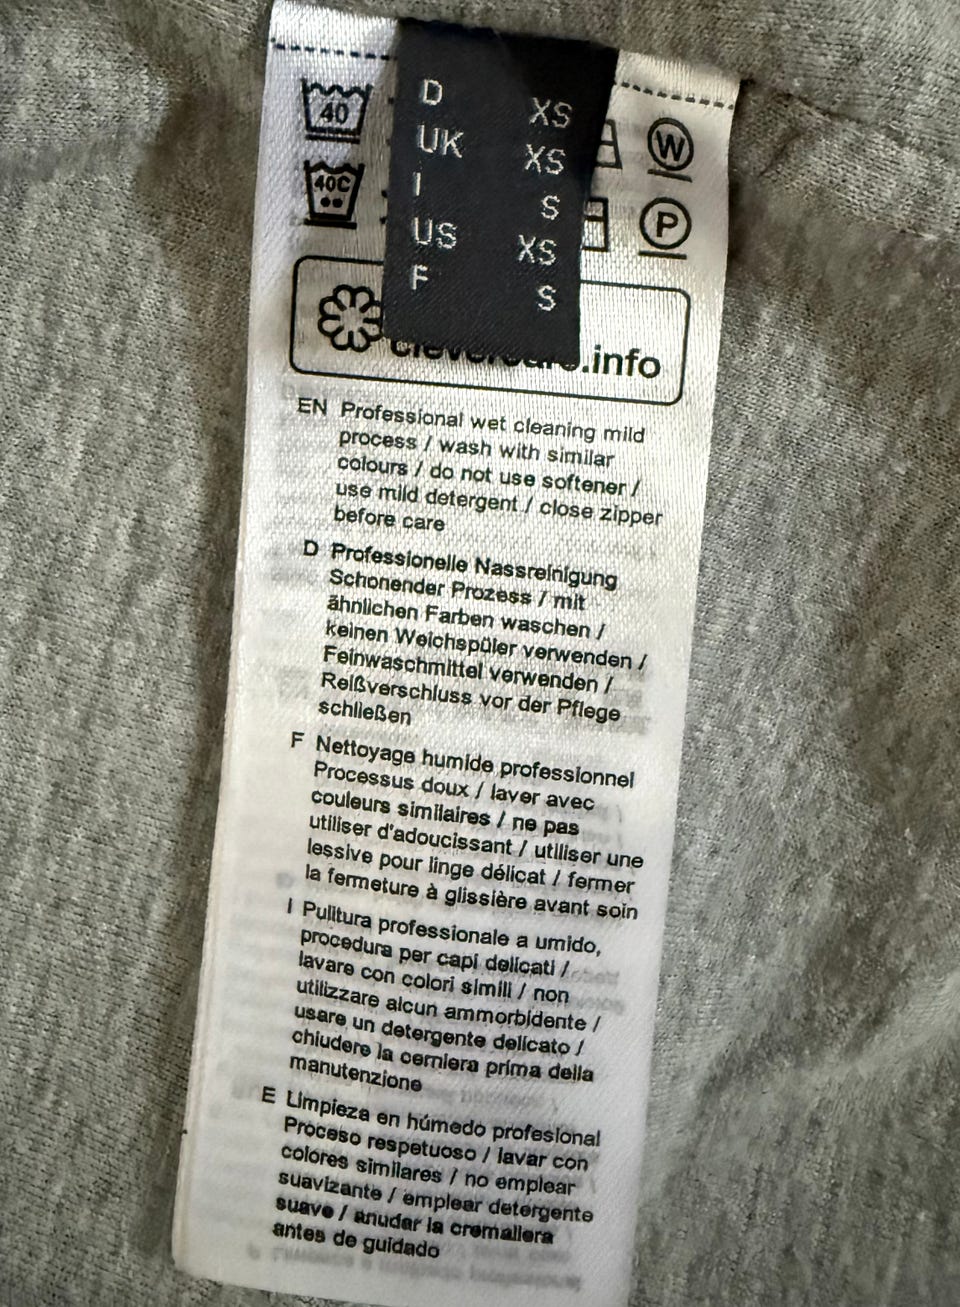 D XS
UK XS
I S
US XS
F S
40
W
40C
P
clevercare.info
EN Professional wet cleaning mild
process / wash with similar
colours / do not use softener /
use mild detergent / close zipper
before care
D Professionelle Nassreinigung
Schonender Prozess / mit
ähnlichen Farben waschen /
keinen Weichspüler verwenden /
Feinwaschmittel verwenden /
Reißverschluss vor der Pflege
schließen
F Nettoyage humide professionnel
Processus doux / laver avec
couleurs similaires / ne pas
utiliser d'adoucissant / utiliser une
lessive pour linge délicat / fermer
la fermeture à glissière avant soin
I Pulitura professionale a umido,
procedura per capi delicati /
lavare con colori simili / non
utilizzare alcun ammorbidente /
usare un detergente delicato /
chiudere la cerniera prima della
manutenzione
E Limpieza en húmedo profesional
Proceso respetuoso / lavar con
colores similares / no emplear
suavizante / emplear detergente
suave / anudar la cremallera
antes de guidado